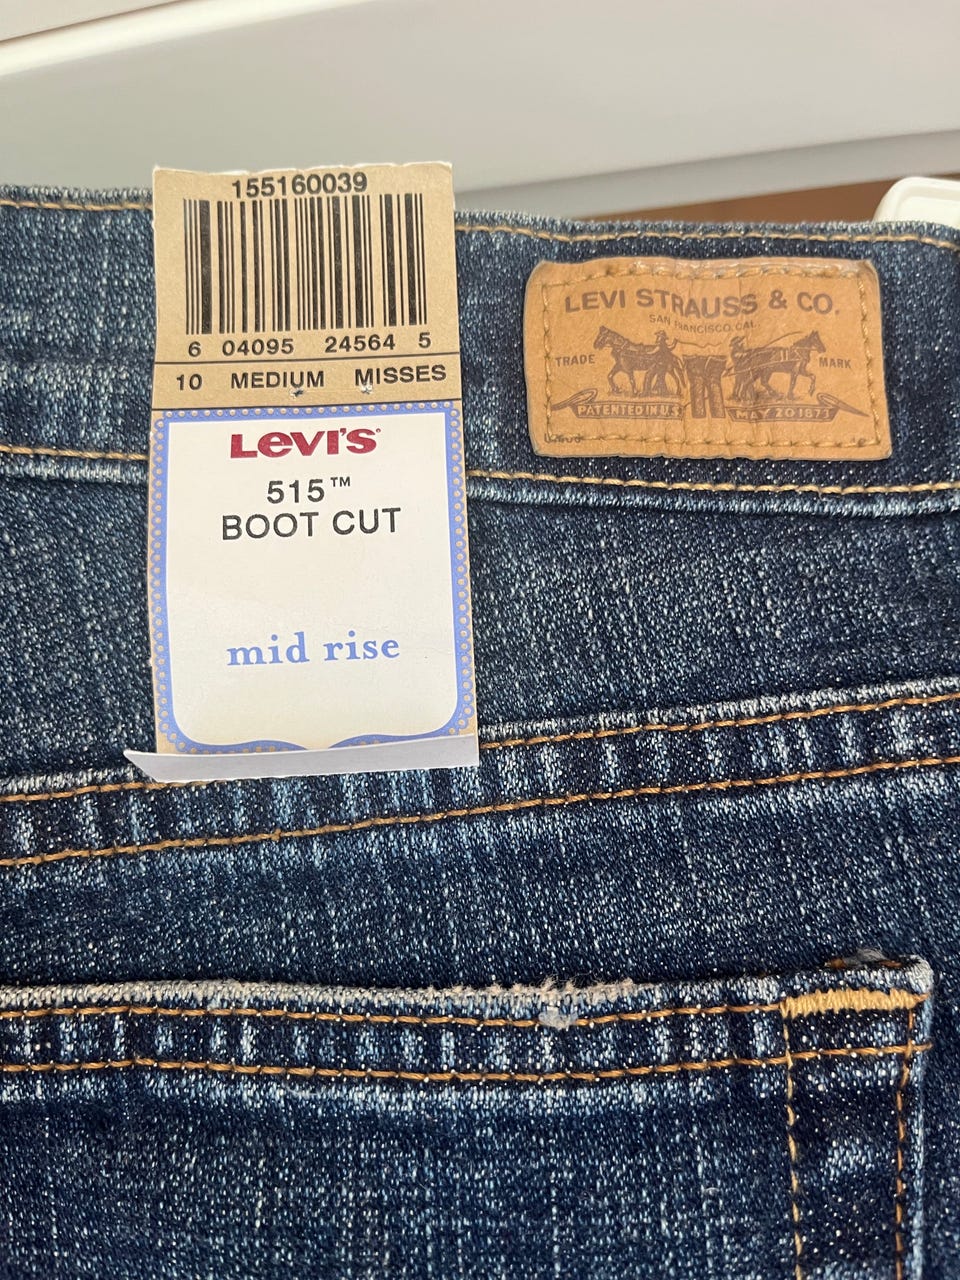 155160039
6 04095 24564 5
10 MEDIUM MISSES
LEVI'S
515™
BOOT CUT
mid rise
LEVI STRAUSS & CO.
SAN FRANCISCO, CAL.
TRADE MARK
PATENTED IN U.S. MAY 20 1873